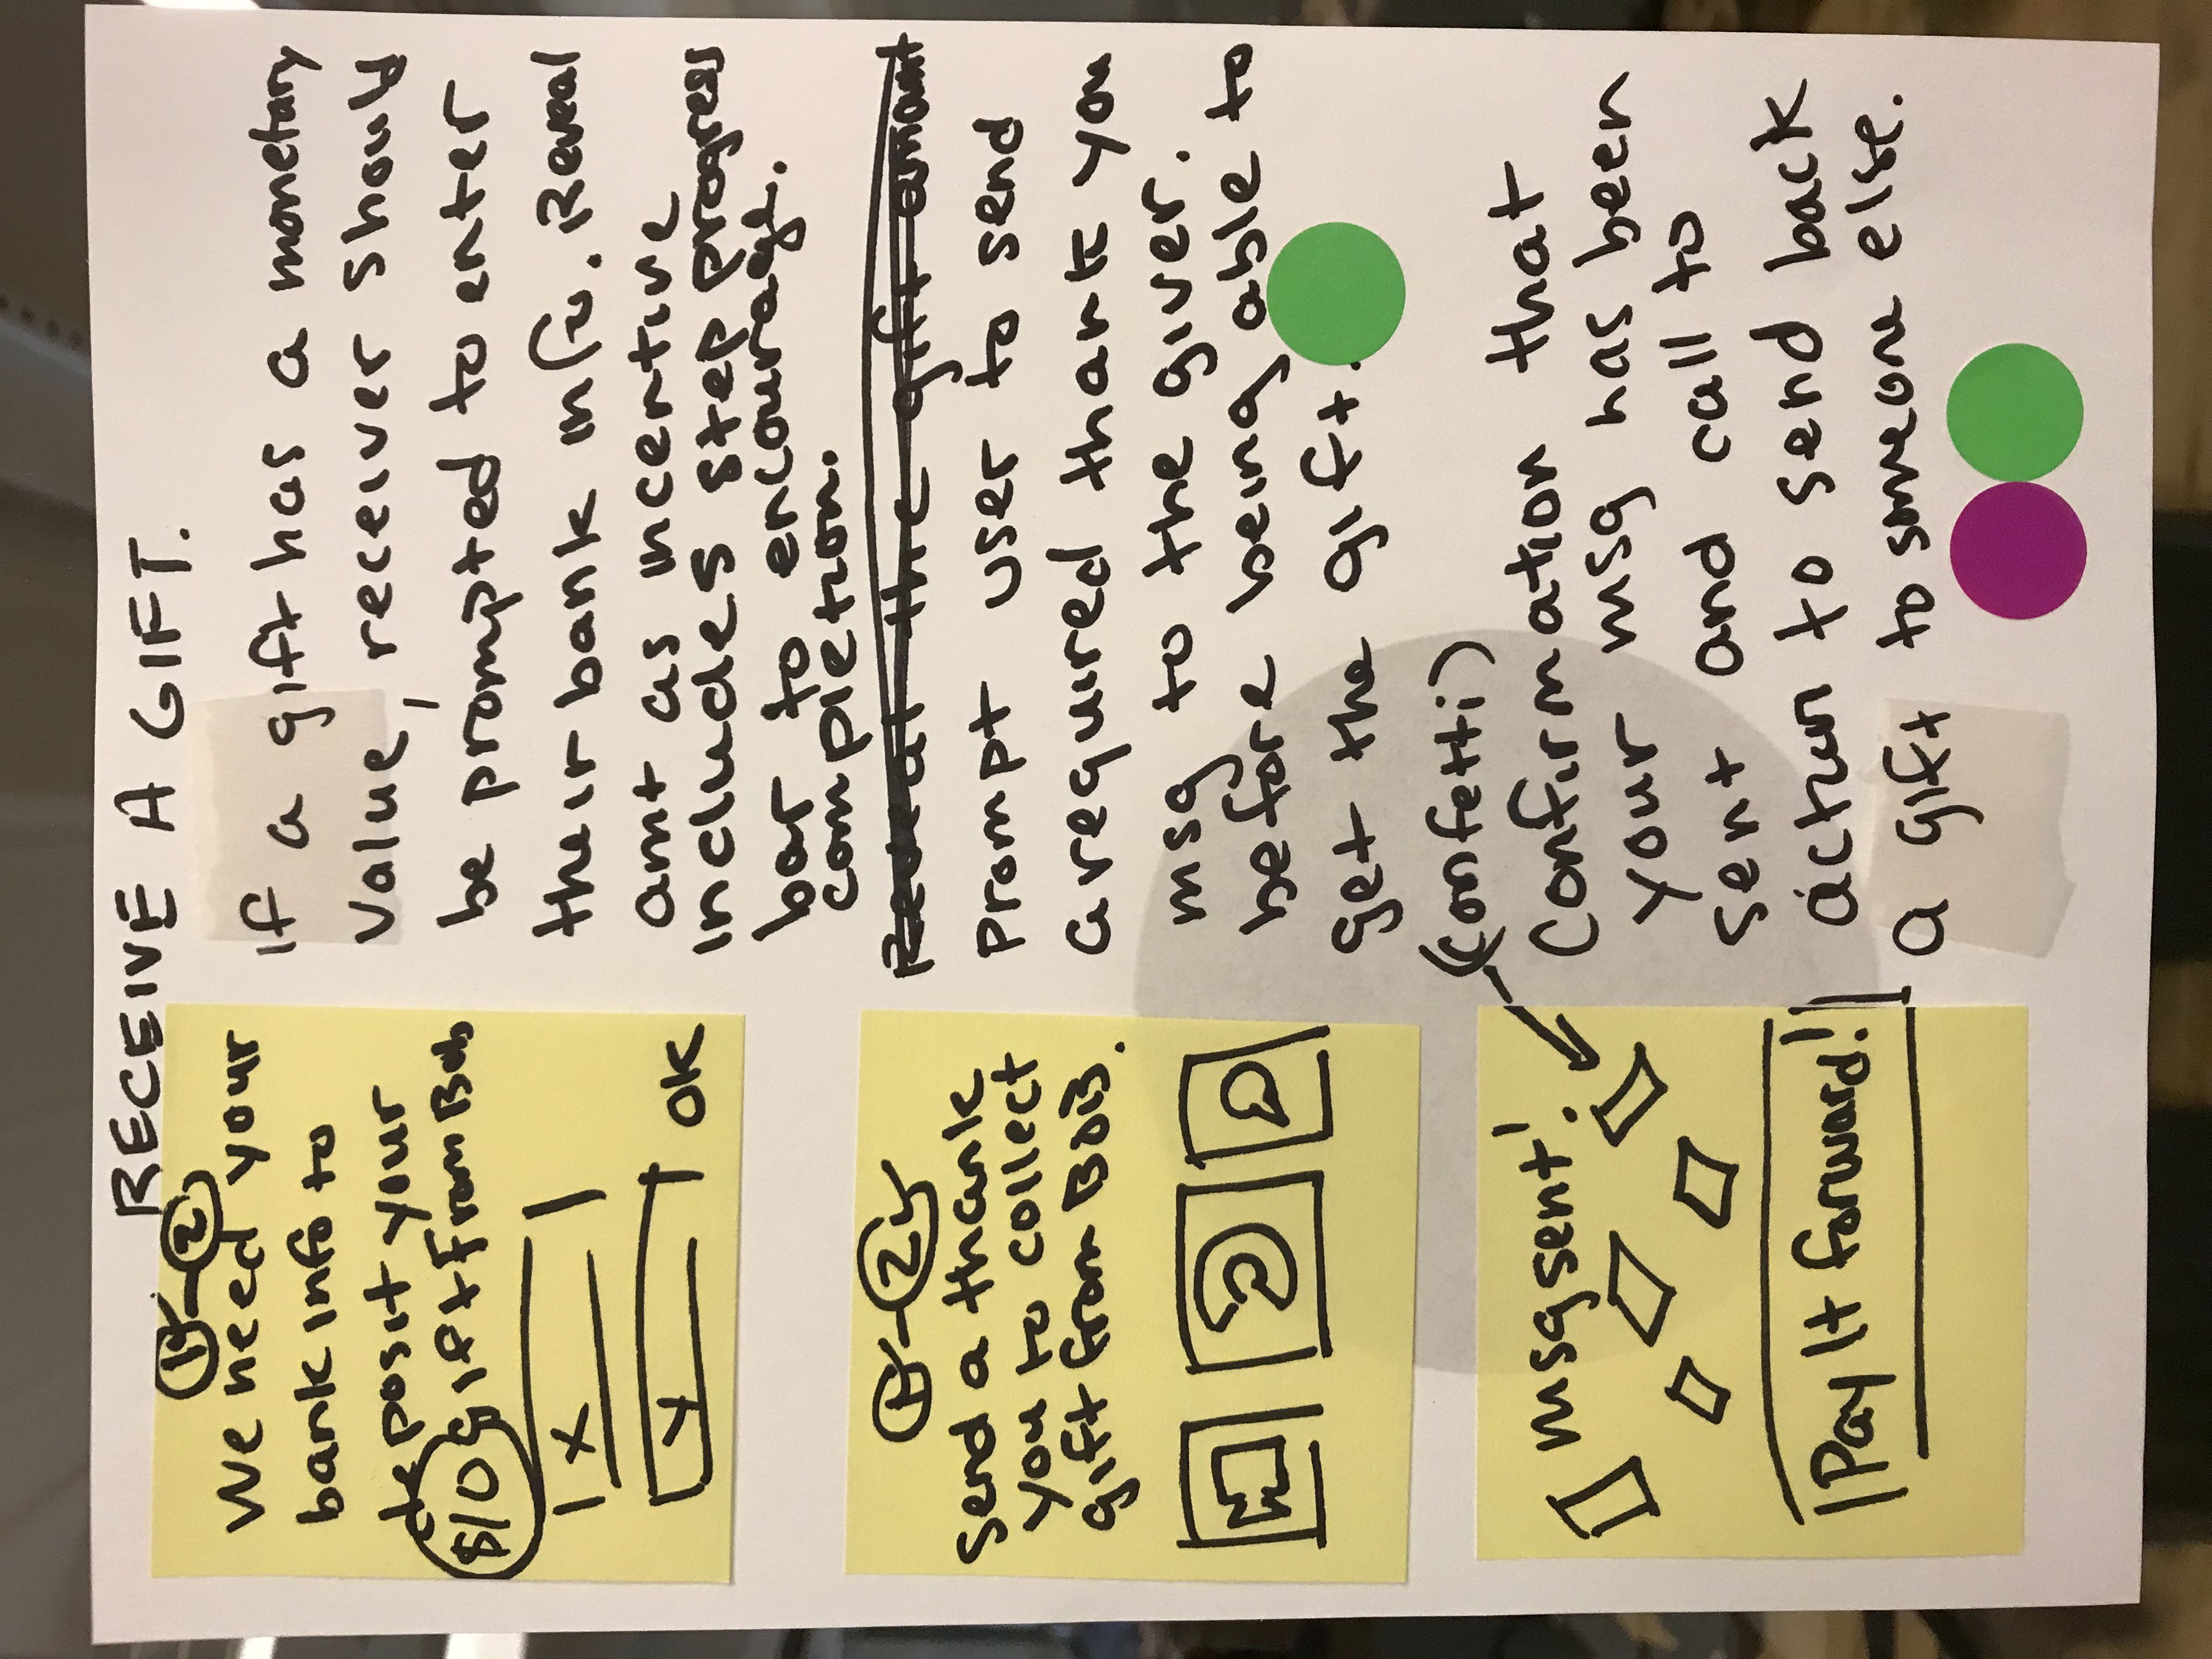 RECEIVE A GIFT.
1 - 2
We need your
bank info to
deposit your
$10 gift from Bob
X
Y OK
If a gift has a monetary
value, receiver should
be prompted to enter
their bank info. Reveal
amt as incentive
includes step progress
bar to encourage.
completion.
Reveal the gift amount
1 - 2
Send a thank
you to collect
gift from BOB.
Prompt user to send
a required thank you
msg to the giver.
before being able to
get the gift.
msg sent!
Pay It forward!
(confetti)
Confirmation that
your msg has been
sent and call to
action to send back
a gift to someone else.